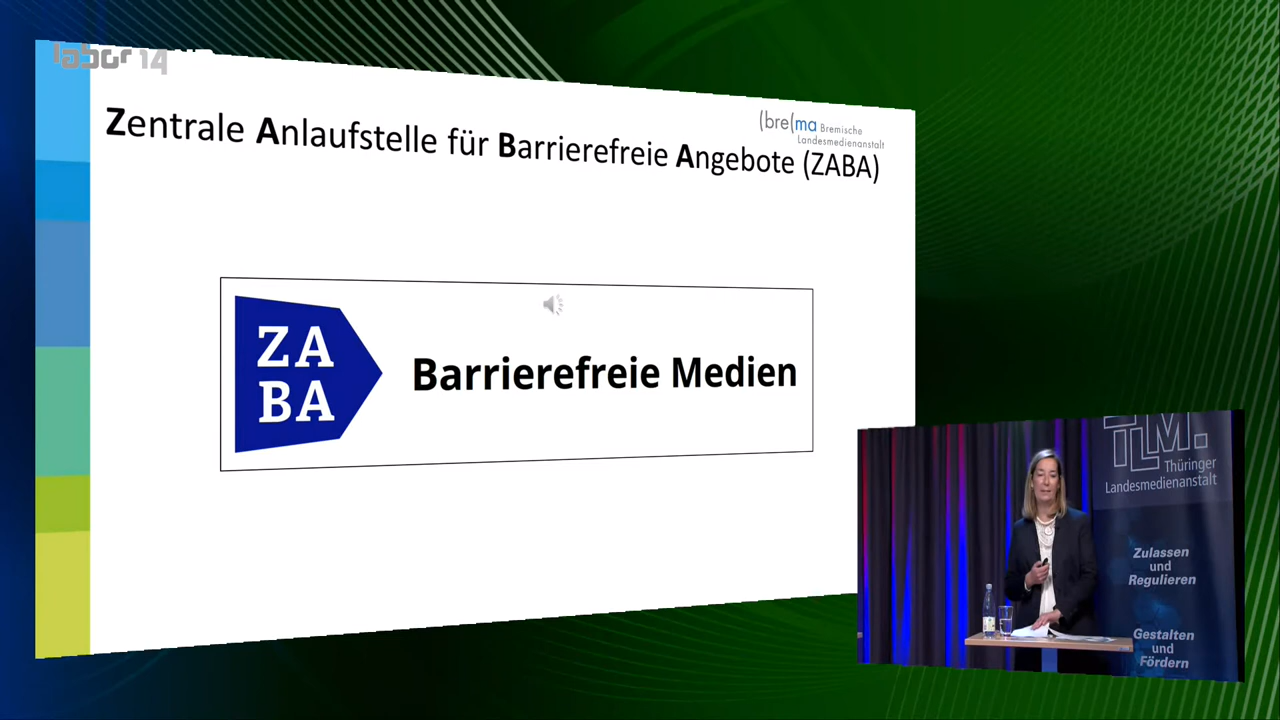 labor 14
Zentrale Anlaufstelle für Barrierefreie Angebote (ZABA)
(bre(ma Bremische
Landesmedienanstalt
ZA
BA
Barrierefreie Medien
TLM.
Thüringer
Landesmedienanstalt
Zulassen
und
Regulieren
Gestalten
und
Fördern